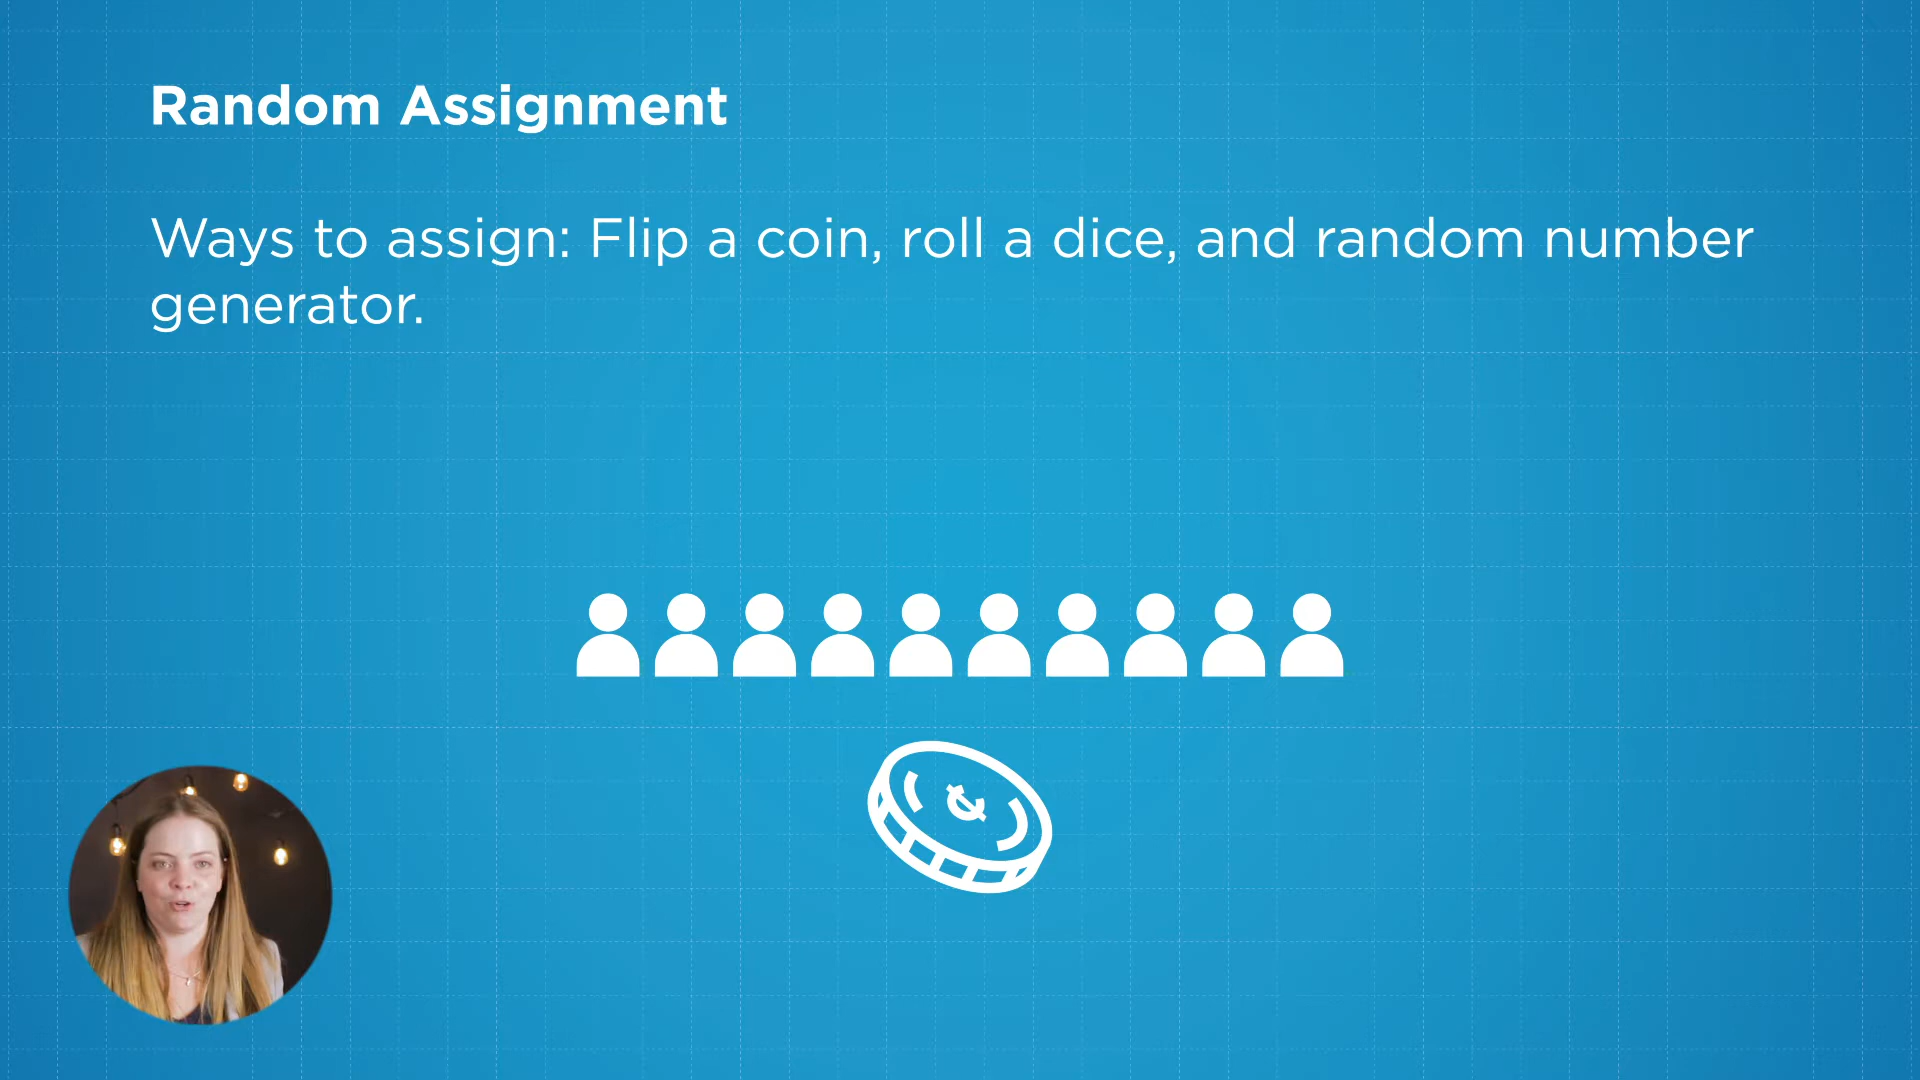 Random Assignment
Ways to assign: Flip a coin, roll a dice, and random number
generator.